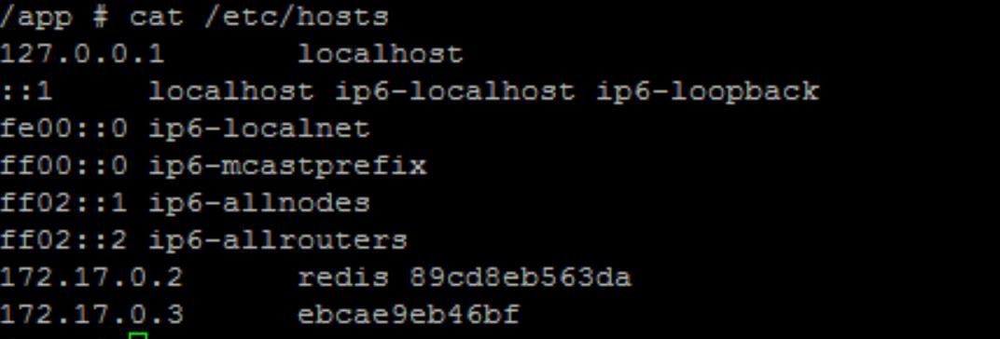 /app # cat /etc/hosts
127.0.0.1 localhost
::1 localhost ip6-localhost ip6-loopback
fe00::0 ip6-localnet
ff00::0 ip6-mcastprefix
ff02::1 ip6-allnodes
ff02::2 ip6-allrouters
172.17.0.2 redis 89cd8eb563da
172.17.0.3 ebcae9eb46bf